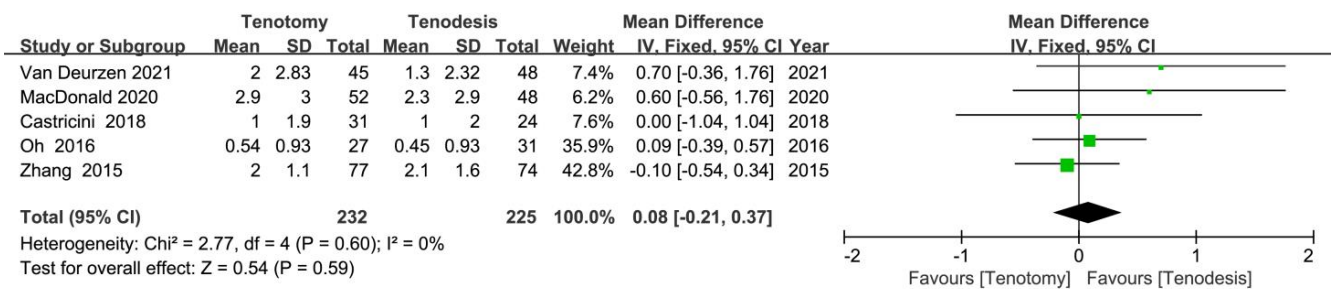 Tenotomy Tenodesis Mean Difference Mean Difference
Study or Subgroup Mean SD Total Mean SD Total Weight IV, Fixed, 95% CI Year IV, Fixed, 95% CI
Van Deurzen 2021 2 2.83 45 1.3 2.32 48 7.4% 0.70 [-0.36, 1.76] 2021
MacDonald 2020 2.9 3 52 2.3 2.9 48 6.2% 0.60 [-0.56, 1.76] 2020
Castricini 2018 1 1.9 31 1 2 24 7.6% 0.00 [-1.04, 1.04] 2018
Oh 2016 0.54 0.93 27 0.45 0.93 31 35.9% 0.09 [-0.39, 0.57] 2016
Zhang 2015 2 1.1 77 2.1 1.6 74 42.8% -0.10 [-0.54, 0.34] 2015
Total (95% CI) 232 225 100.0% 0.08 [-0.21, 0.37]
Heterogeneity: Chi² = 2.77, df = 4 (P = 0.60); I² = 0%
Test for overall effect: Z = 0.54 (P = 0.59)
-2 -1 0 1 2
Favours [Tenotomy] Favours [Tenodesis]